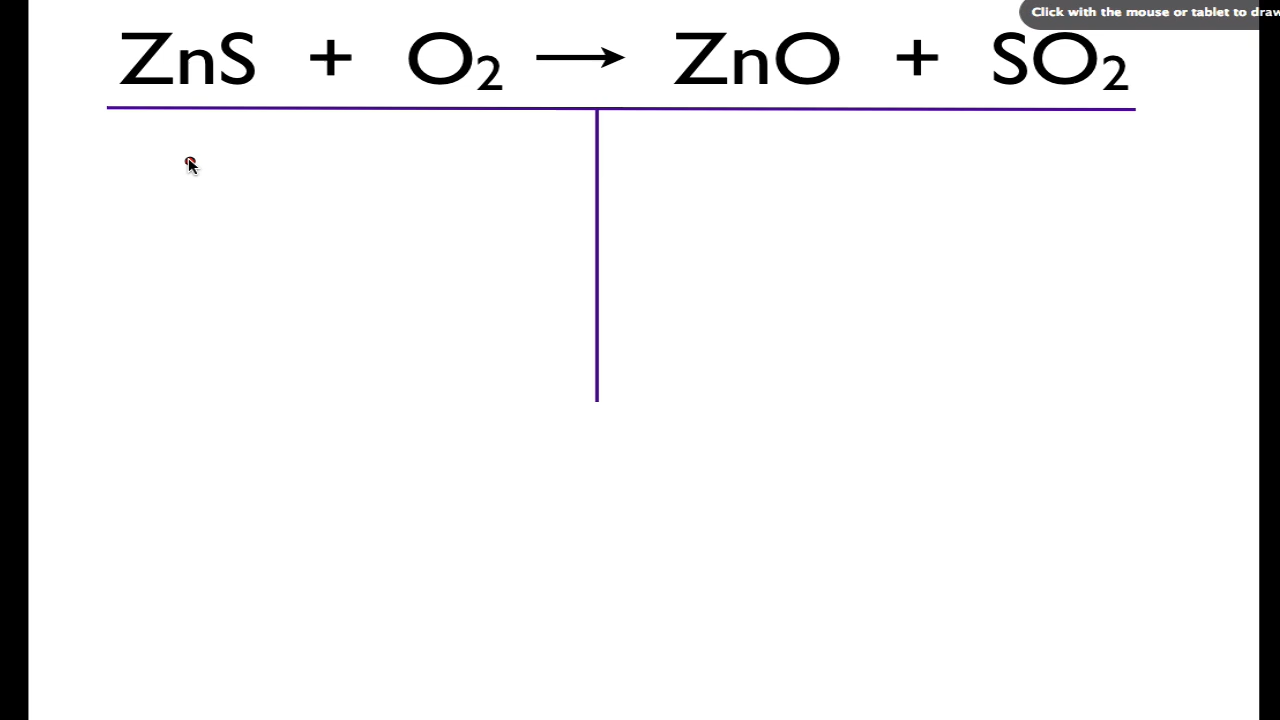 Click with the mouse or tablet to draw
ZnS + O₂ ⟶ ZnO + SO₂